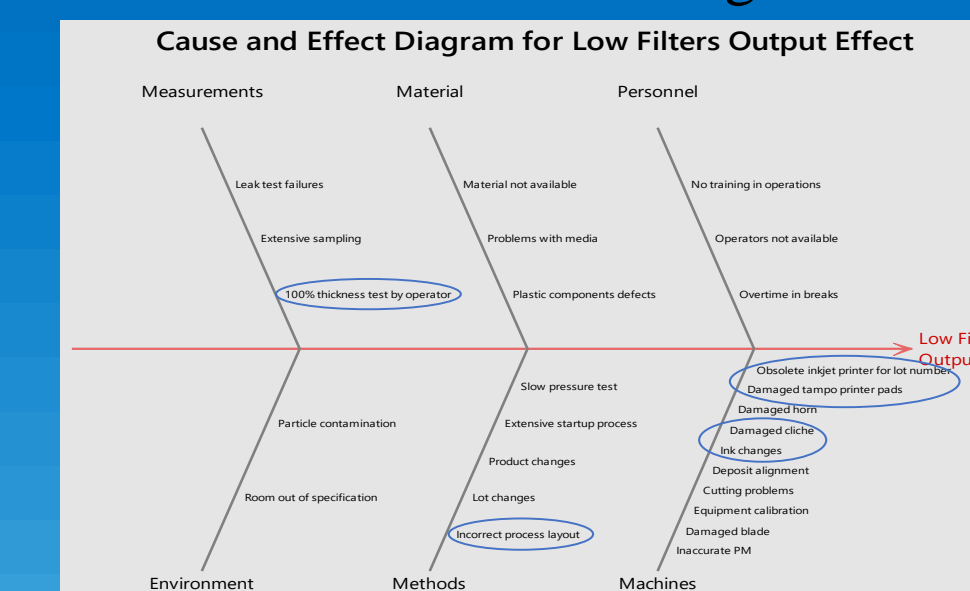 Cause and Effect Diagram for Low Filters Output Effect
Measurements
Material
Personnel
Leak test failures
Material not available
No training in operations
Extensive sampling
Problems with media
Operators not available
100% thickness test by operator
Plastic components defects
Overtime in breaks
Low
Obsolete inkjet printer for lot number
Slow pressure test
Damaged tampo printer pads
Damaged horn
Particle contamination
Extensive startup process
Damaged cliche
Ink changes
Product changes
Deposit alignment
Room out of specification
Lot changes
Cutting problems
Equipment calibration
Incorrect process layout
Damaged blade
Inaccurate PM
Environment
Methods
Machines